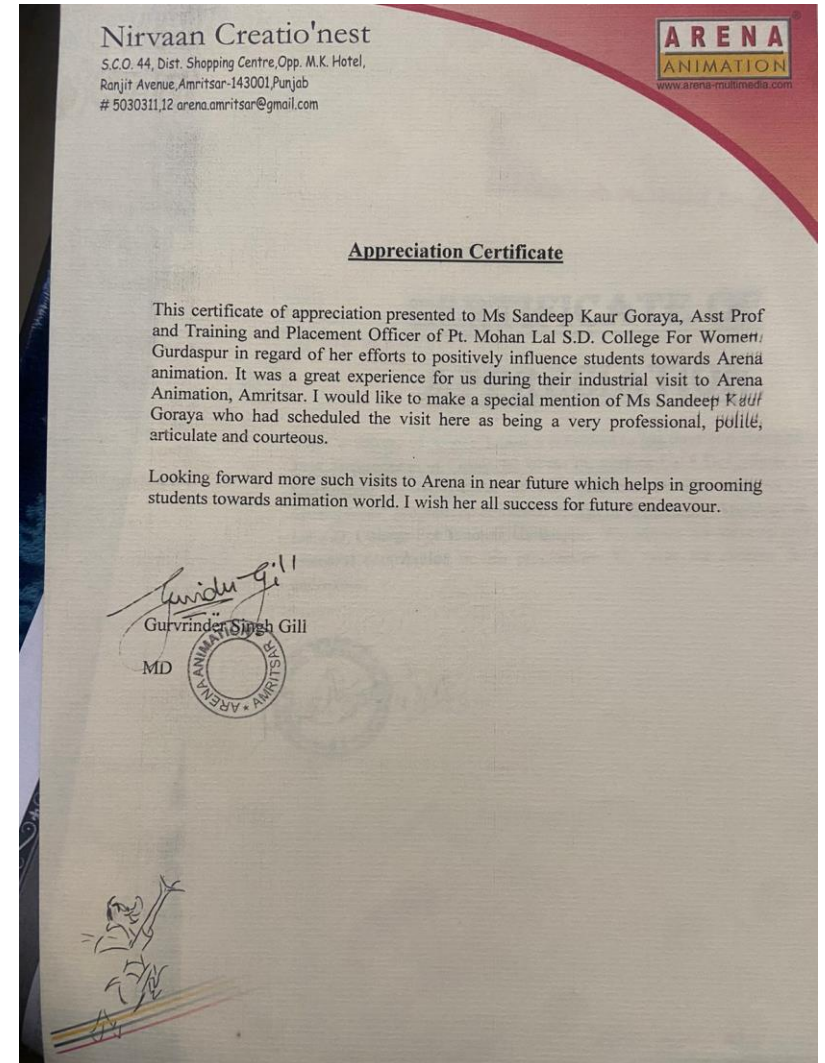 Nirvaan Creatio'nest
S.C.O. 44, Dist. Shopping Centre,Opp. M.K. Hotel,
Ranjit Avenue,Amritsar-143001,Punjab
# 5030311,12 arena.amritsar@gmail.com
ARENA
ANIMATION
www.arena-multimedia.com
Appreciation Certificate
This certificate of appreciation presented to Ms Sandeep Kaur Goraya, Asst Prof
and Training and Placement Officer of Pt. Mohan Lal S.D. College For Women,
Gurdaspur in regard of her efforts to positively influence students towards Arena
animation. It was a great experience for us during their industrial visit to Arena
Animation, Amritsar. I would like to make a special mention of Ms Sandeep Kaur
Goraya who had scheduled the visit here as being a very professional, polite,
articulate and courteous.
Looking forward more such visits to Arena in near future which helps in grooming
students towards animation world. I wish her all success for future endeavour.
Gill
Gurvrinder Singh Gill
MD
ARENA ANIMATION * AMRITSAR